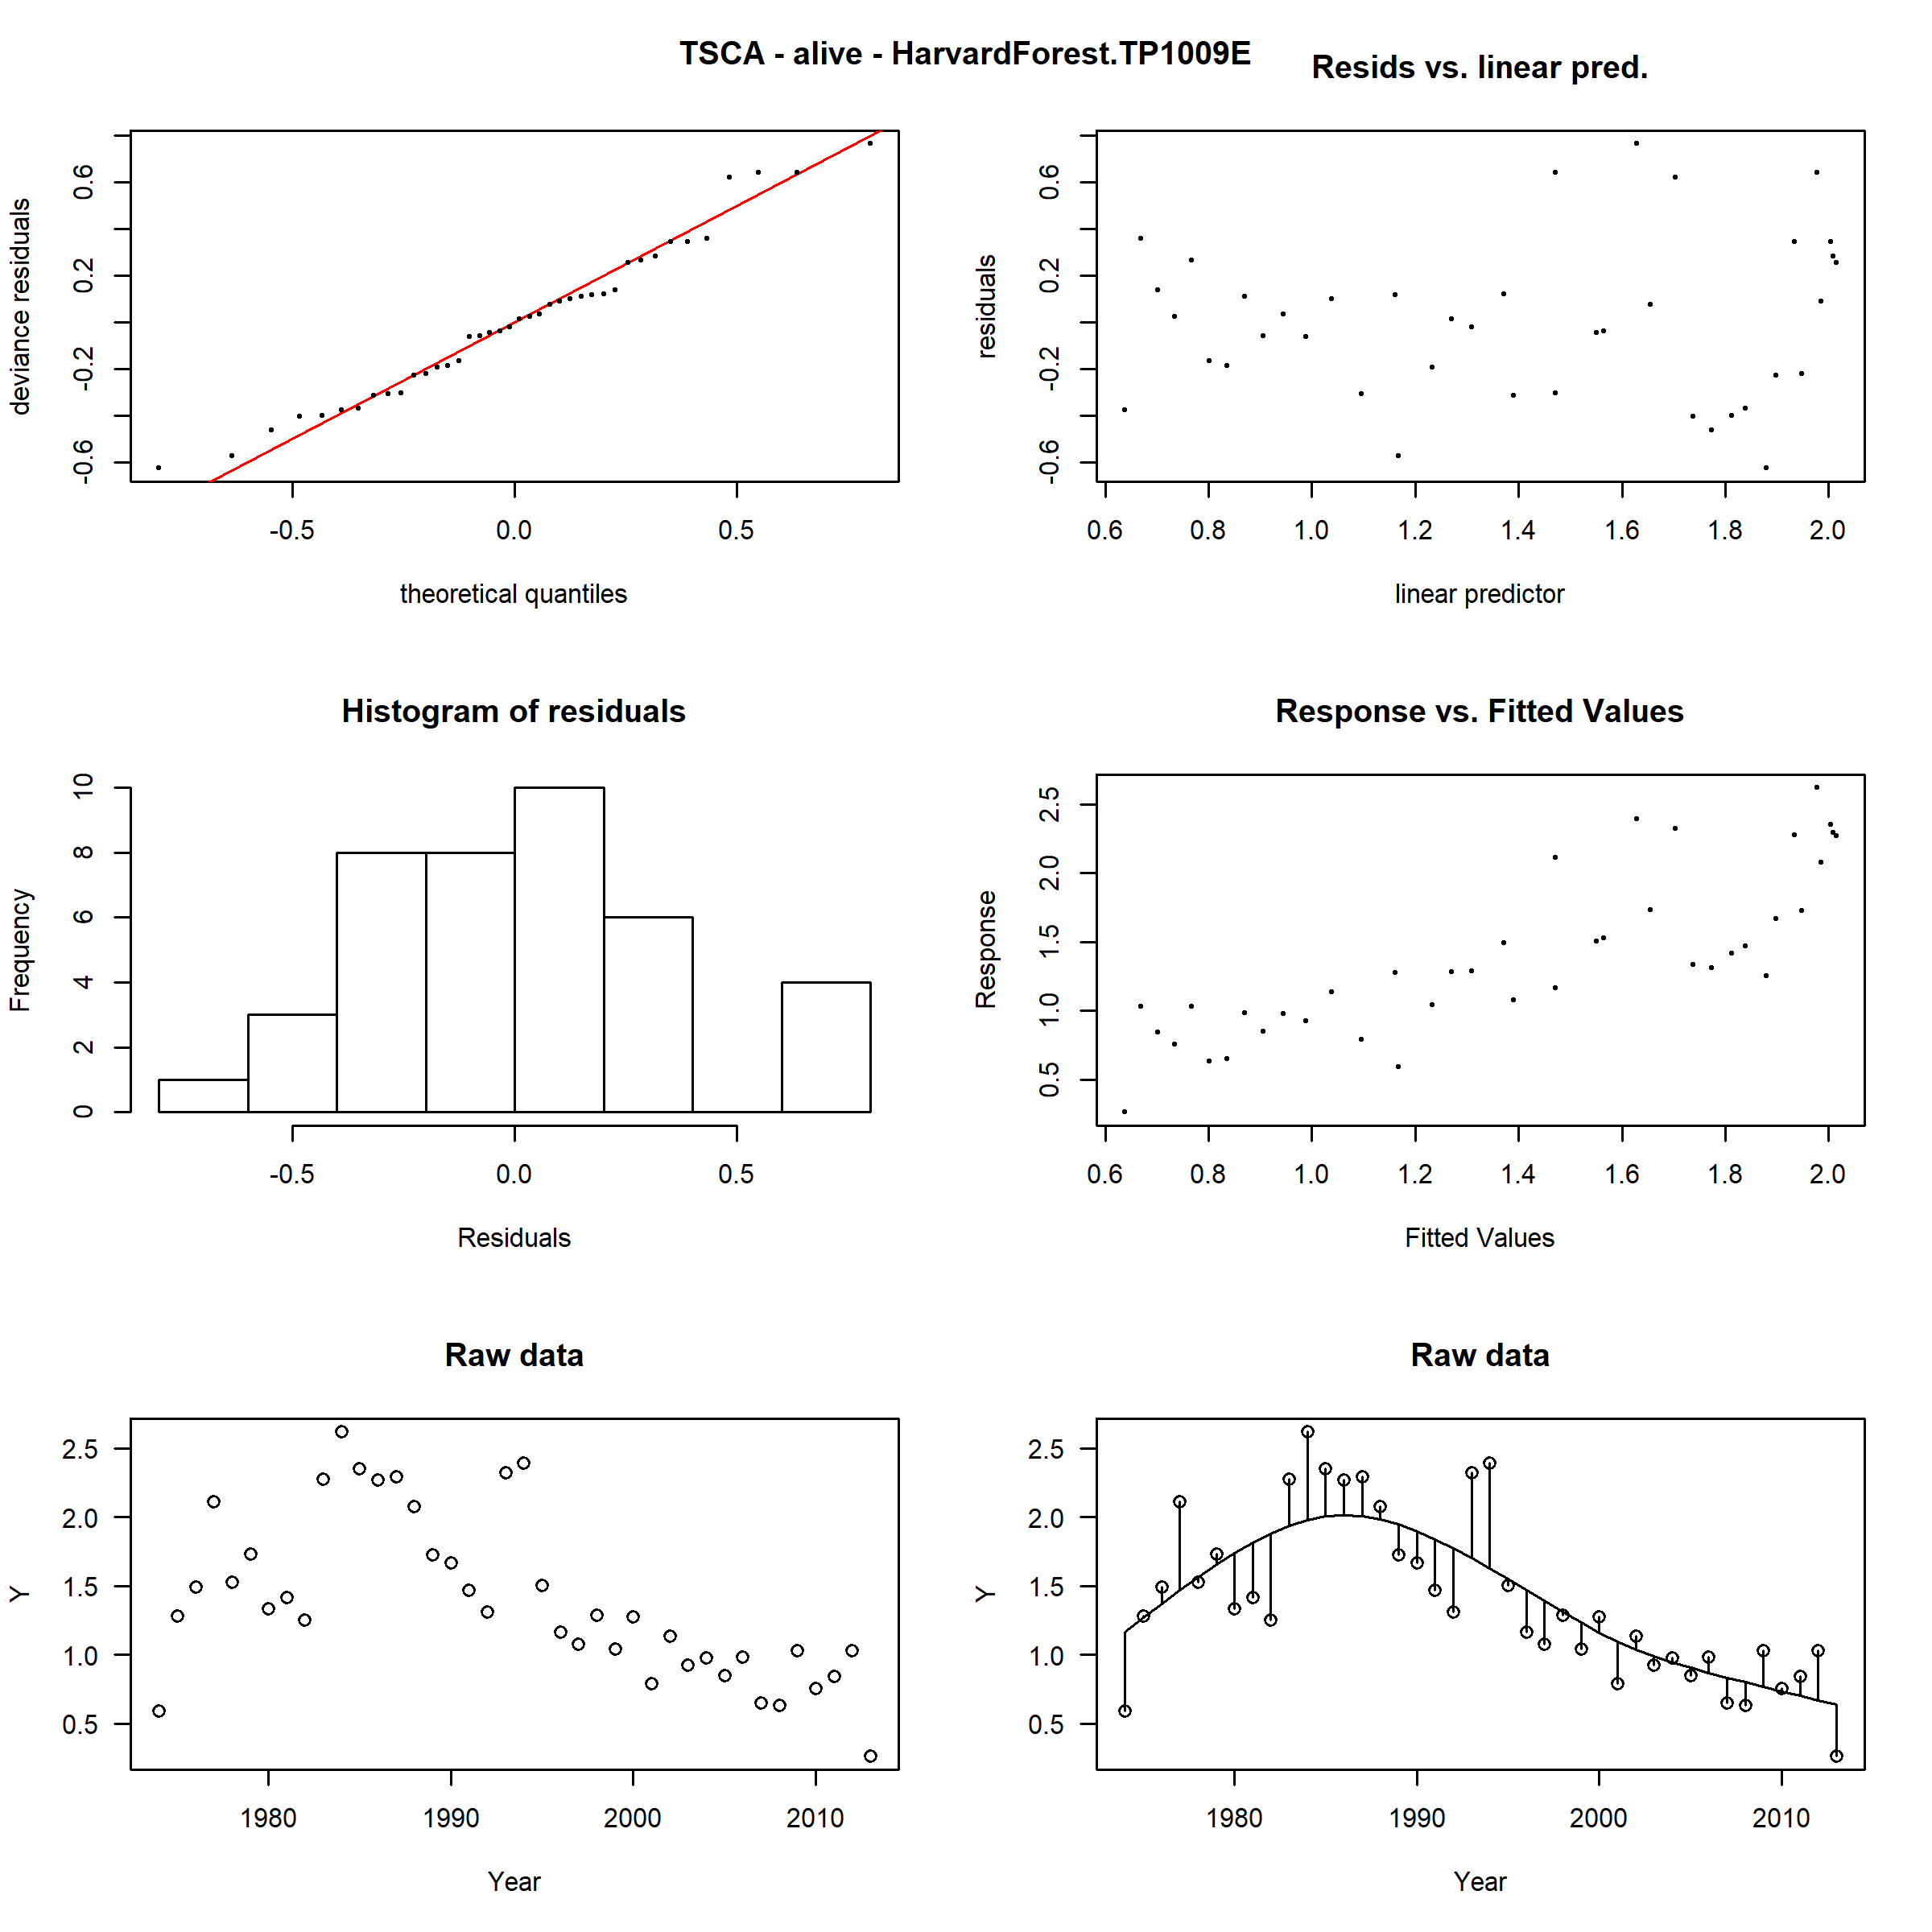 TSCA - alive - HarvardForest.TP1009E
Resids vs. linear pred.
deviance residuals
-0.6 -0.2 0.2 0.6
-0.5 0.0 0.5
theoretical quantiles
residuals
-0.6 -0.2 0.2 0.6
0.6 0.8 1.0 1.2 1.4 1.6 1.8 2.0
linear predictor
Histogram of residuals
Frequency
0 2 4 6 8 10
-0.5 0.0 0.5
Residuals
Response vs. Fitted Values
Response
0.5 1.0 1.5 2.0 2.5
0.6 0.8 1.0 1.2 1.4 1.6 1.8 2.0
Fitted Values
Raw data
Y
2.5
2.0
1.5
1.0
0.5
1980 1990 2000 2010
Year
Raw data
Y
2.5
2.0
1.5
1.0
0.5
1980 1990 2000 2010
Year